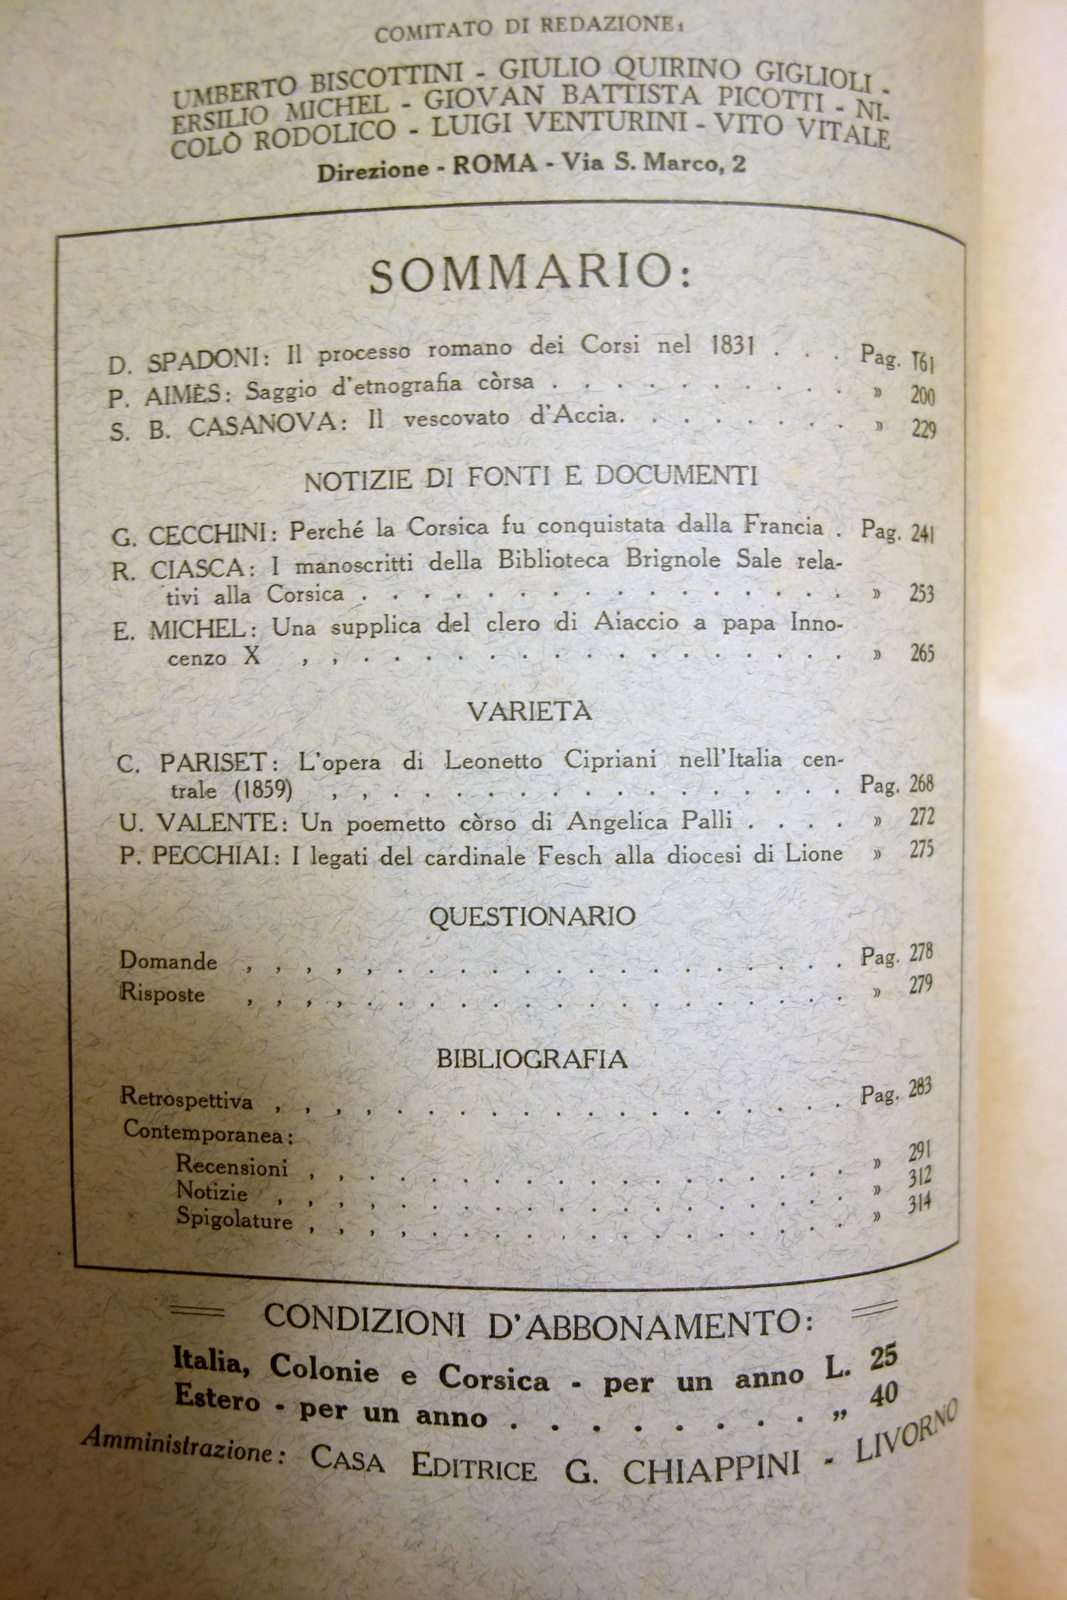 COMITATO DI REDAZIONE:
UMBERTO BISCOTTINI - GIULIO QUIRINO GIGLIOLI -
ERSILIO MICHEL - GIOVAN BATTISTA PICOTTI - NI-
COLÒ RODOLICO - LUIGI VENTURINI - VITO VITALE
Direzione - ROMA - Via S. Marco, 2
SOMMARIO:
D. SPADONI: Il processo romano dei Corsi nel 1831 . . . Pag. 161
P. AIMÈS: Saggio d'etnografia còrsa . . . . . . . . . . » 200
S. B. CASANOVA: Il vescovato d'Accia. . . . . . . . » 229
NOTIZIE DI FONTI E DOCUMENTI
G. CECCHINI: Perché la Corsica fu conquistata dalla Francia . Pag. 241
R. CIASCA: I manoscritti della Biblioteca Brignole Sale rela-
tivi alla Corsica . . . . . . . . . . . . . . . . » 253
E. MICHEL: Una supplica del clero di Aiaccio a papa Inno-
cenzo X , , . . . . . . . . . . . . . . . . » 265
VARIETÀ
C. PARISET: L'opera di Leonetto Cipriani nell'Italia cen-
trale (1859) , , . . . . . . . . . . . . . . . Pag. 268
U. VALENTE: Un poemetto còrso di Angelica Palli . . . . » 272
P. PECCHIAI: I legati del cardinale Fesch alla diocesi di Lione » 275
QUESTIONARIO
Domande , , , , , . . . . . . . . . . . . . . . Pag. 278
Risposte , , , . . . . . . . . . . . . . . . . . » 279
BIBLIOGRAFIA
Retrospettiva , , , , . . . . . . . . . . . . . . . Pag. 283
Contemporanea:
Recensioni , , . . . . . . . . . . . . . . . . » 291
Notizie , , , . . . . . . . . . . . . . . . . » 312
Spigolature , , . . . . . . . . . . . . . . . . » 314
CONDIZIONI D'ABBONAMENTO:
Italia, Colonie e Corsica - per un anno L. 25
Estero - per un anno . . . . . . . . „ 40
Amministrazione: CASA EDITRICE G. CHIAPPINI - LIVORNO